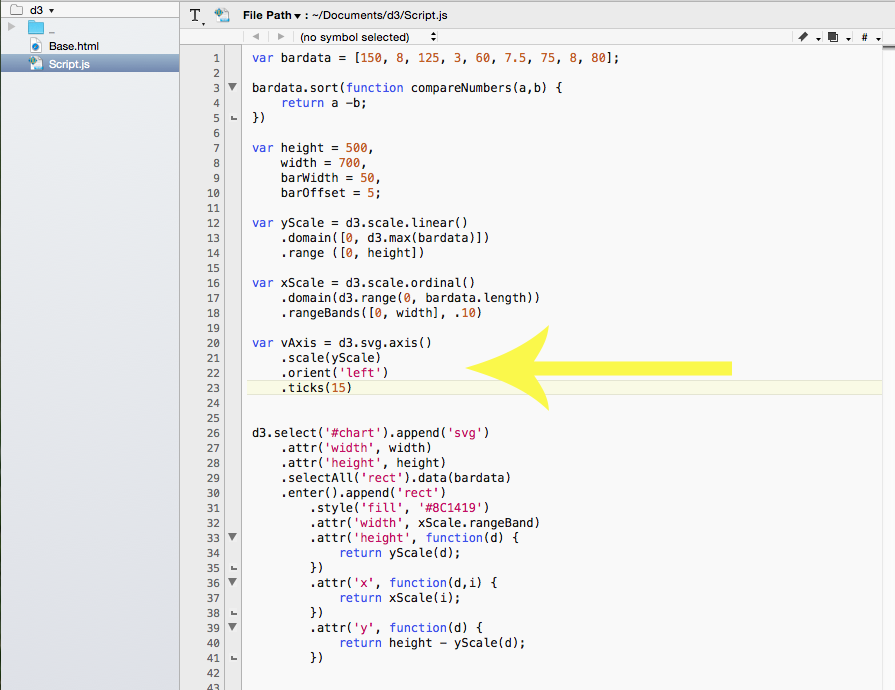 d3
File Path : ~/Documents/d3/Script.js
..
Base.html
Script.js
(no symbol selected)
#
1 var bardata = [150, 8, 125, 3, 60, 7.5, 75, 8, 80];
2
3 bardata.sort(function compareNumbers(a,b) {
4     return a -b;
5 })
6
7 var height = 500,
8     width = 700,
9     barWidth = 50,
10     barOffset = 5;
11
12 var yScale = d3.scale.linear()
13     .domain([0, d3.max(bardata)])
14     .range ([0, height])
15
16 var xScale = d3.scale.ordinal()
17     .domain(d3.range(0, bardata.length))
18     .rangeBands([0, width], .10)
19
20 var vAxis = d3.svg.axis()
21     .scale(yScale)
22     .orient('left')
23     .ticks(15)
24
25
26 d3.select('#chart').append('svg')
27     .attr('width', width)
28     .attr('height', height)
29     .selectAll('rect').data(bardata)
30     .enter().append('rect')
31         .style('fill', '#8C1419')
32         .attr('width', xScale.rangeBand)
33         .attr('height', function(d) {
34             return yScale(d);
35         })
36         .attr('x', function(d,i) {
37             return xScale(i);
38         })
39         .attr('y', function(d) {
40             return height - yScale(d);
41         })
42
43